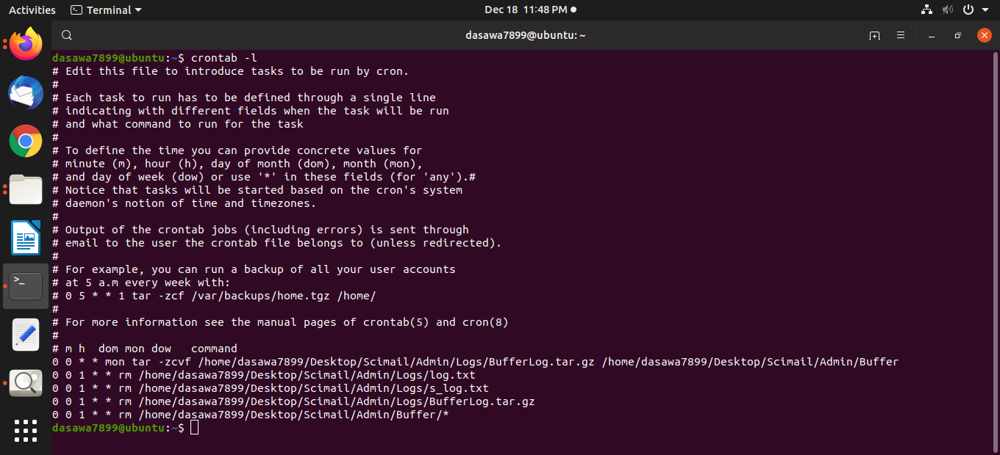 Activities Terminal Dec 18 11:48 PM
dasawa7899@ubuntu: ~
dasawa7899@ubuntu:~$ crontab -l
# Edit this file to introduce tasks to be run by cron.
#
# Each task to run has to be defined through a single line
# indicating with different fields when the task will be run
# and what command to run for the task
#
# To define the time you can provide concrete values for
# minute (m), hour (h), day of month (dom), month (mon),
# and day of week (dow) or use '*' in these fields (for 'any').#
# Notice that tasks will be started based on the cron's system
# daemon's notion of time and timezones.
#
# Output of the crontab jobs (including errors) is sent through
# email to the user the crontab file belongs to (unless redirected).
#
# For example, you can run a backup of all your user accounts
# at 5 a.m every week with:
# 0 5 * * 1 tar -zcf /var/backups/home.tgz /home/
#
# For more information see the manual pages of crontab(5) and cron(8)
#
# m h  dom mon dow   command
0 0 * * mon tar -zcvf /home/dasawa7899/Desktop/Scimail/Admin/Logs/BufferLog.tar.gz /home/dasawa7899/Desktop/Scimail/Admin/Buffer
0 0 1 * * rm /home/dasawa7899/Desktop/Scimail/Admin/Logs/log.txt
0 0 1 * * rm /home/dasawa7899/Desktop/Scimail/Admin/Logs/s_log.txt
0 0 1 * * rm /home/dasawa7899/Desktop/Scimail/Admin/Logs/BufferLog.tar.gz
0 0 1 * * rm /home/dasawa7899/Desktop/Scimail/Admin/Buffer/*
dasawa7899@ubuntu:~$